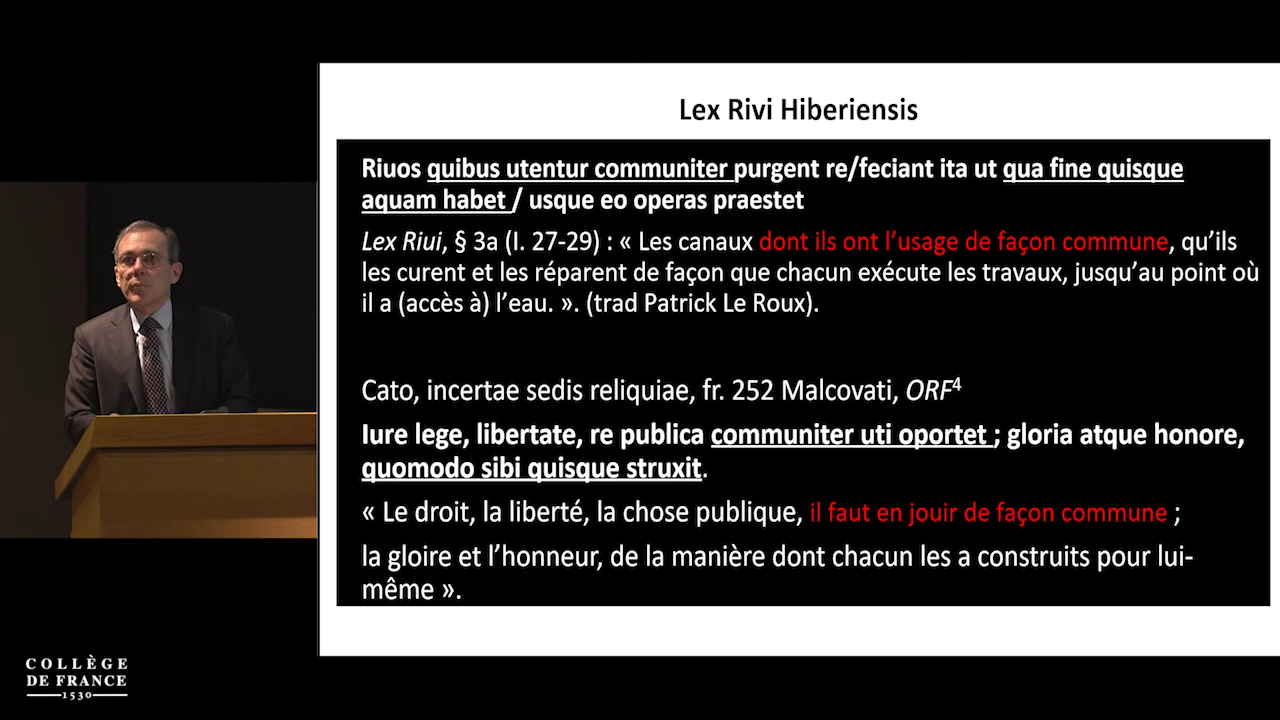 Lex Rivi Hiberiensis
Riuos quibus utentur communiter purgent re/feciant ita ut qua fine quisque
aquam habet / usque eo operas praestet
Lex Riui, § 3a (l. 27-29) : « Les canaux dont ils ont l’usage de façon commune, qu’ils
les curent et les réparent de façon que chacun exécute les travaux, jusqu’au point où
il a (accès à) l’eau. ». (trad Patrick Le Roux).
Cato, incertae sedis reliquiae, fr. 252 Malcovati, ORF⁴
Iure lege, libertate, re publica communiter uti oportet ; gloria atque honore,
quomodo sibi quisque struxit.
« Le droit, la liberté, la chose publique, il faut en jouir de façon commune ;
la gloire et l’honneur, de la manière dont chacun les a construits pour lui-
même ».
COLLÈGE
DE FRANCE
1530